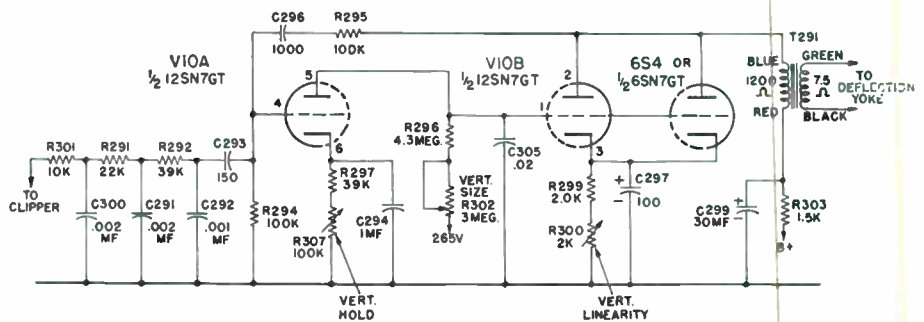 C296
1000
R295
100K
T291
V10A
1/2 12SN7GT
5
4
6
V10B
1/2 12SN7GT
2
1
3
6S4 OR
1/2 6SN7GT
BLUE
120
Ω
RED
GREEN
7.5
Ω
BLACK
TO
DEFLECTION
YOKE
R301
10K
R291
22K
R292
39K
C293
150
TO
CLIPPER
C300
.002
MF
C291
.002
MF
C292
.001
MF
R294
100K
R297
39K
R307
100K
C294
1MF
R296
4.3MEG.
VERT.
SIZE
R302
3MEG.
265V
C305
.02
R299
2.0K
R300
2K
+
-
C297
100
C299
30MF
+
-
R303
1.5K
B+
VERT.
HOLD
VERT.
LINEARITY